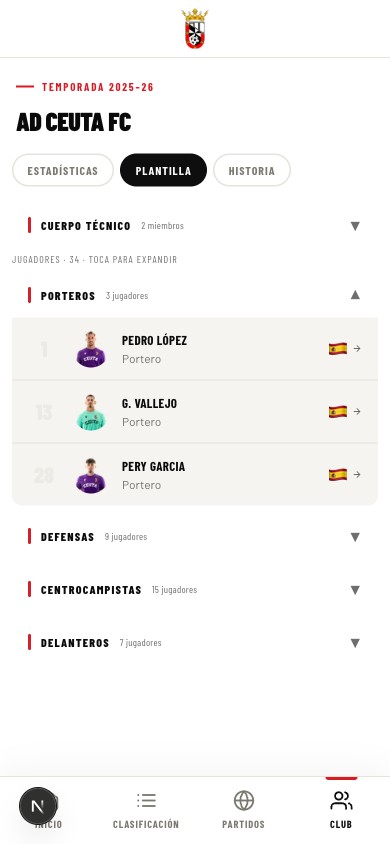 TEMPORADA 2025-26
AD CEUTA FC
ESTADÍSTICAS PLANTILLA HISTORIA
CUERPO TÉCNICO 2 miembros ▼
JUGADORES · 34 · TOCA PARA EXPANDIR
PORTEROS 3 jugadores ▲
1 PEDRO LÓPEZ →
Portero
13 G. VALLEJO →
Portero
28 PERY GARCIA →
Portero
DEFENSAS 9 jugadores ▼
CENTROCAMPISTAS 15 jugadores ▼
DELANTEROS 7 jugadores ▼
N
INICIO CLASIFICACIÓN PARTIDOS CLUB